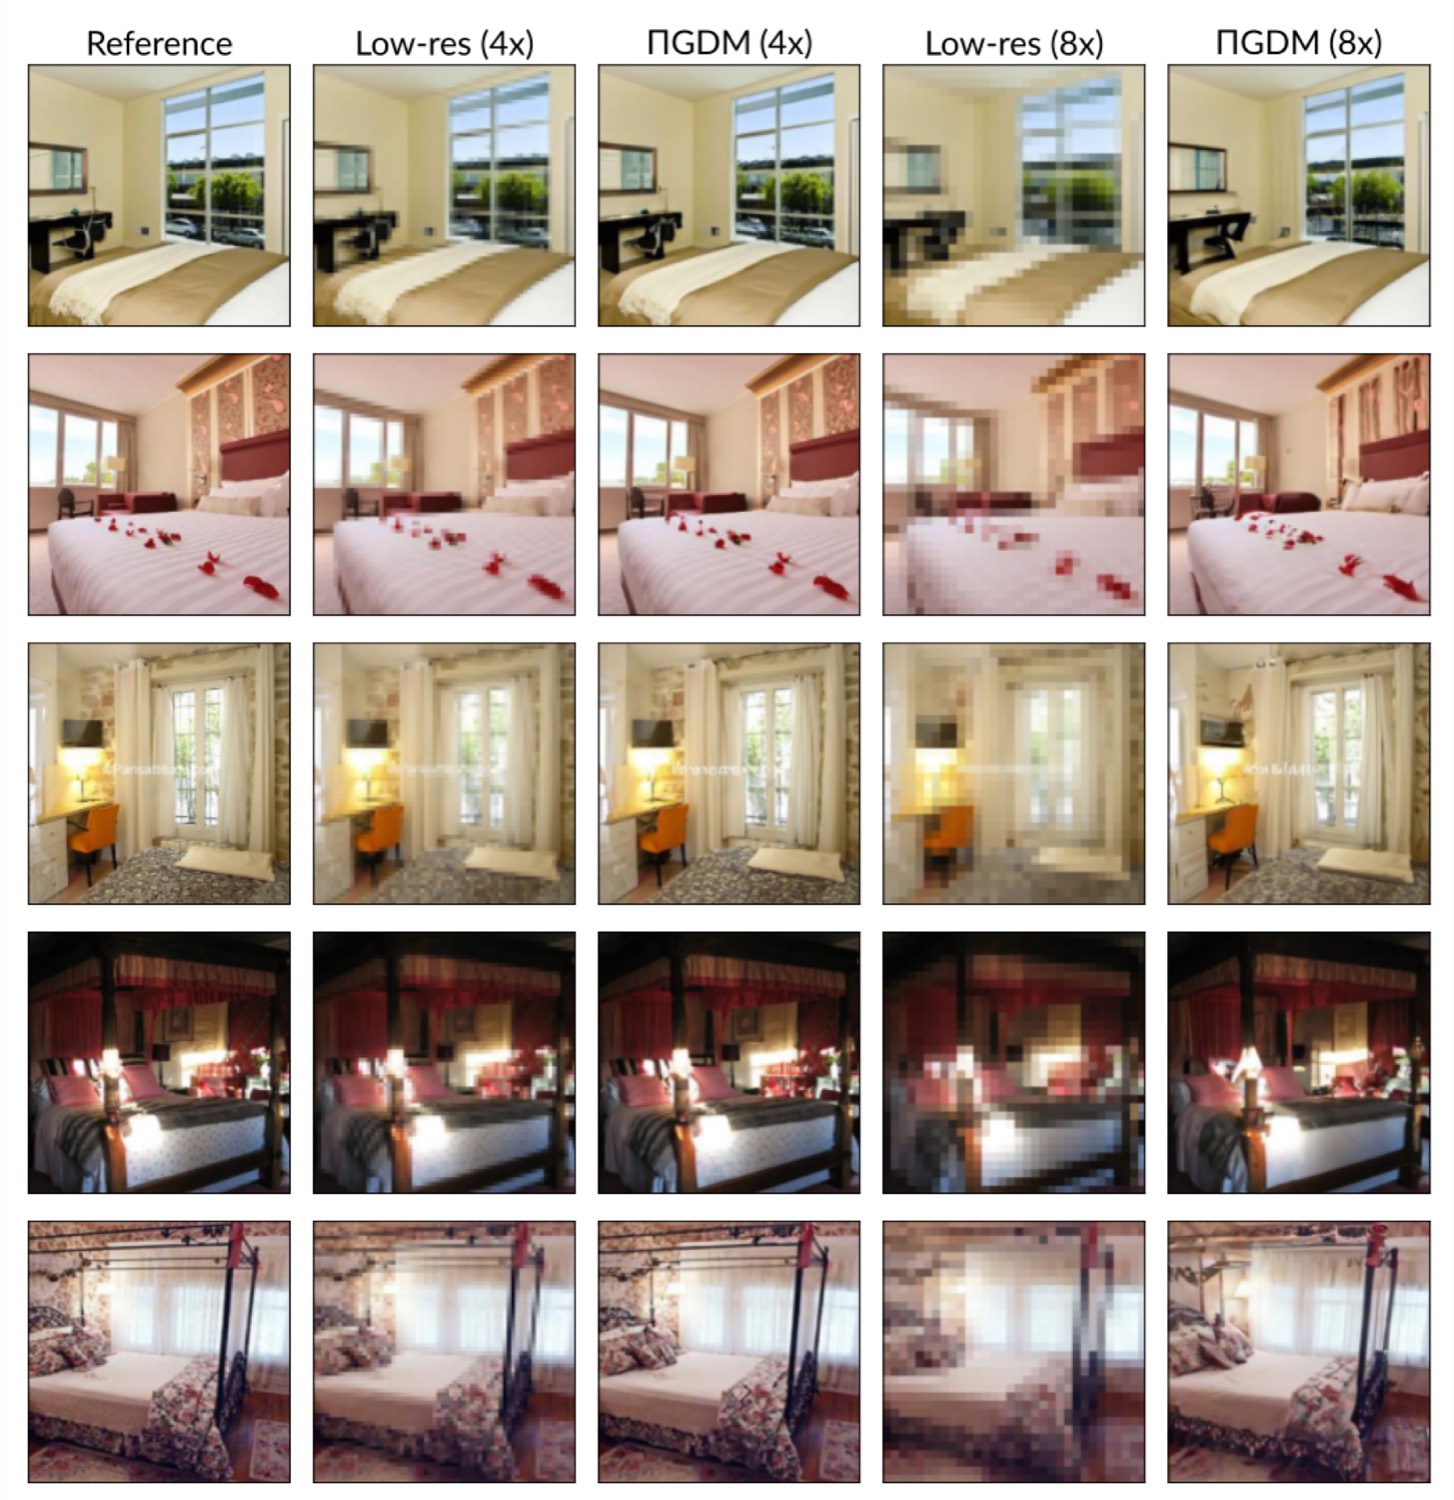 Reference Low-res (4x) ΠGDM (4x) Low-res (8x) ΠGDM (8x)